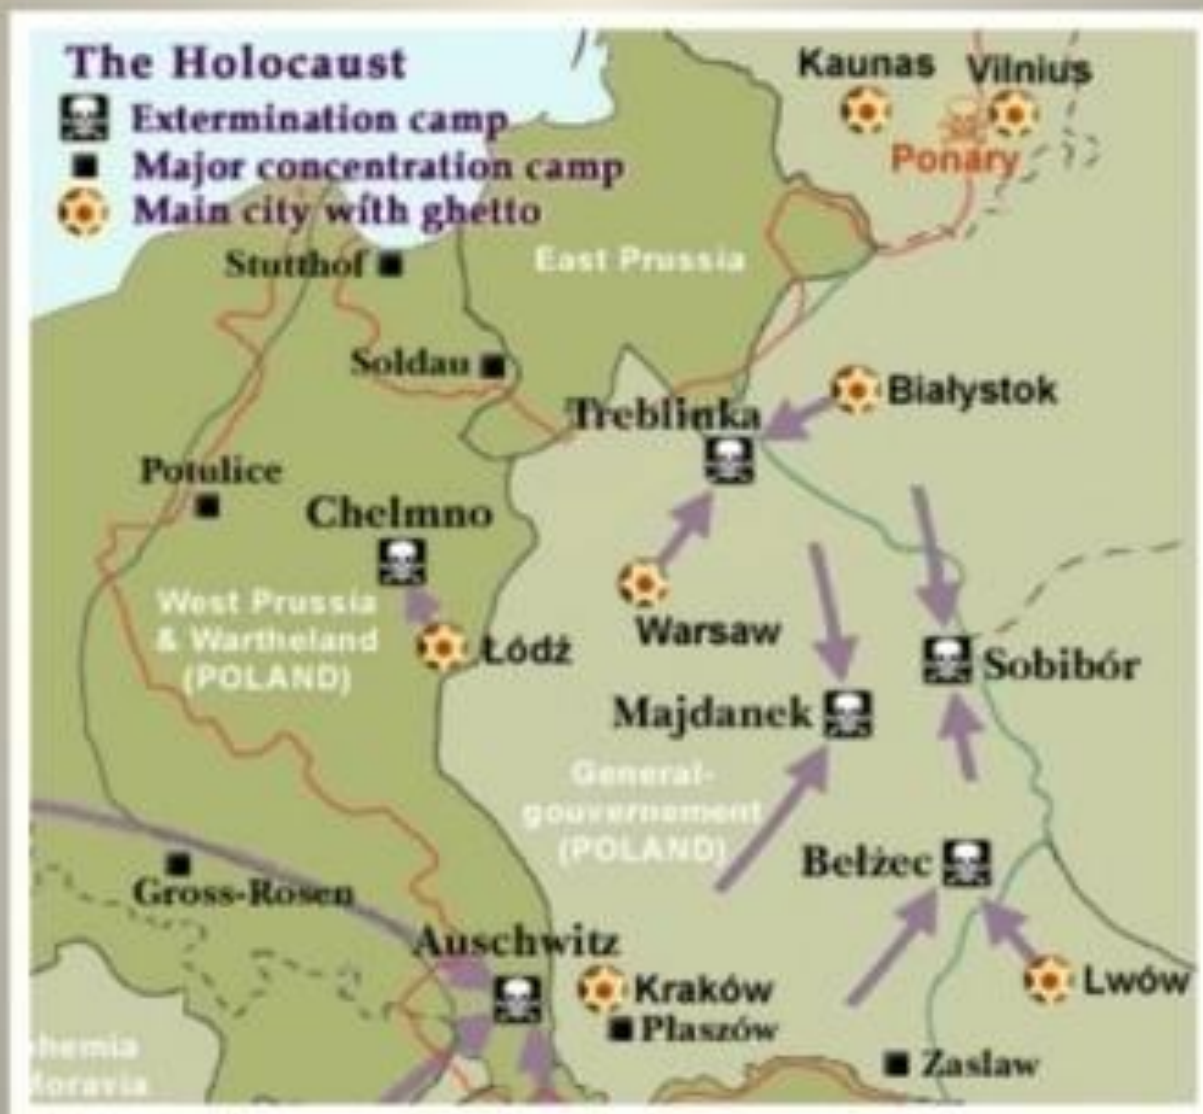 The Holocaust
Extermination camp
Major concentration camp
Main city with ghetto
Kaunas
Vilnius
Ponary
Stutthof
East Prussia
Soldau
Treblinka
Białystok
Potulice
Chelmno
West Prussia
& Wartheland
(POLAND)
Łódź
Warsaw
Sobibór
Majdanek
General-
gouvernement
(POLAND)
Bełżec
Gross-Rosen
Auschwitz
Kraków
Płaszów
Lwów
Zaslaw
hemia
Moravia